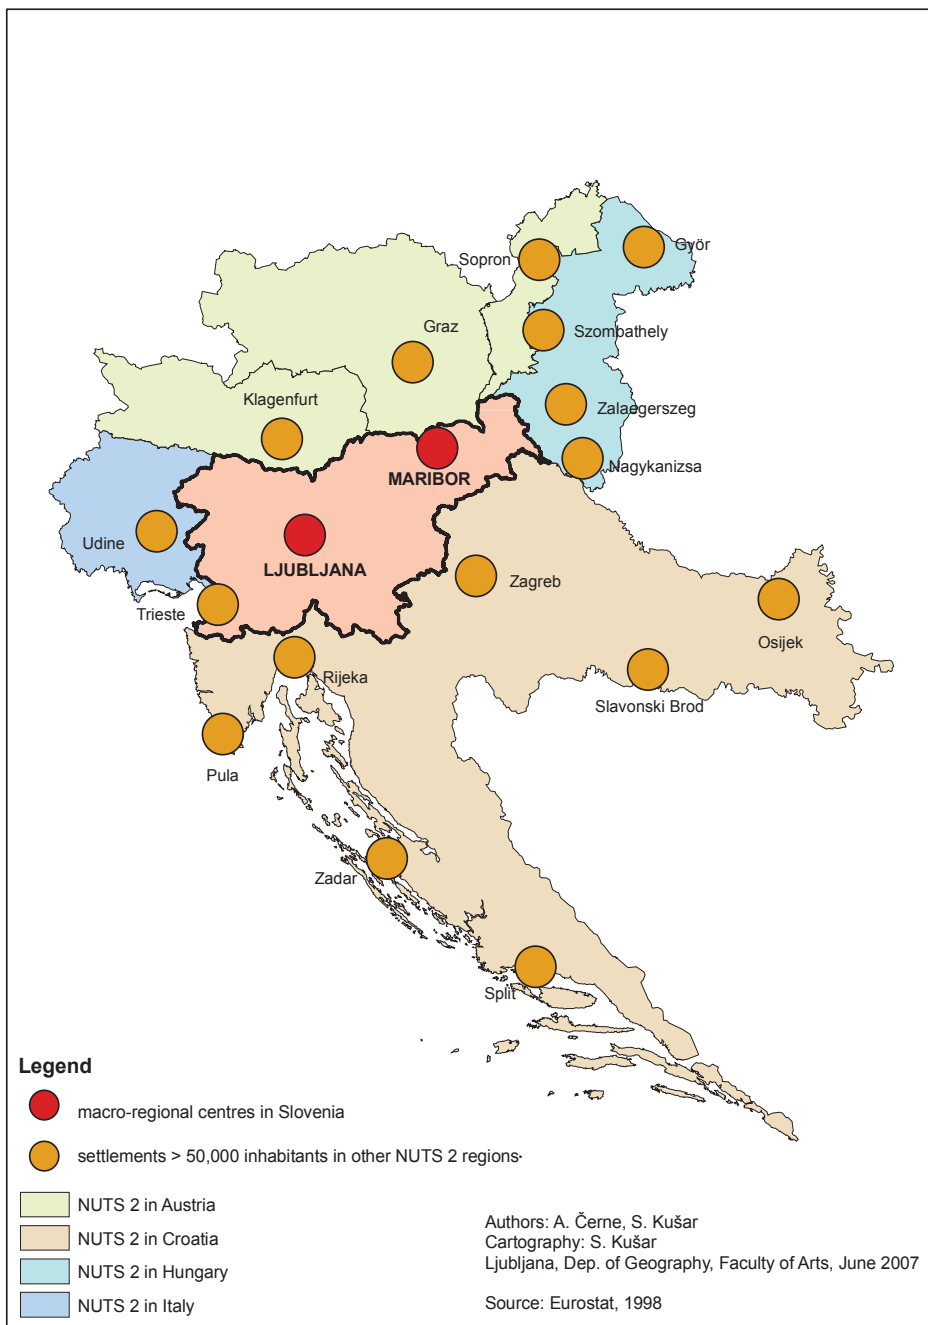 Györ
Sopron
Graz
Szombathely
Klagenfurt
Zalaegerszeg
Nagykanizsa
MARIBOR
Udine
LJUBLJANA
Zagreb
Trieste
Osijek
Rijeka
Slavonski Brod
Pula
Zadar
Split
Legend
macro-regional centres in Slovenia
settlements > 50,000 inhabitants in other NUTS 2 regions
NUTS 2 in Austria
NUTS 2 in Croatia
NUTS 2 in Hungary
NUTS 2 in Italy
Authors: A. Černe, S. Kušar
Cartography: S. Kušar
Ljubljana, Dep. of Geography, Faculty of Arts, June 2007
Source: Eurostat, 1998